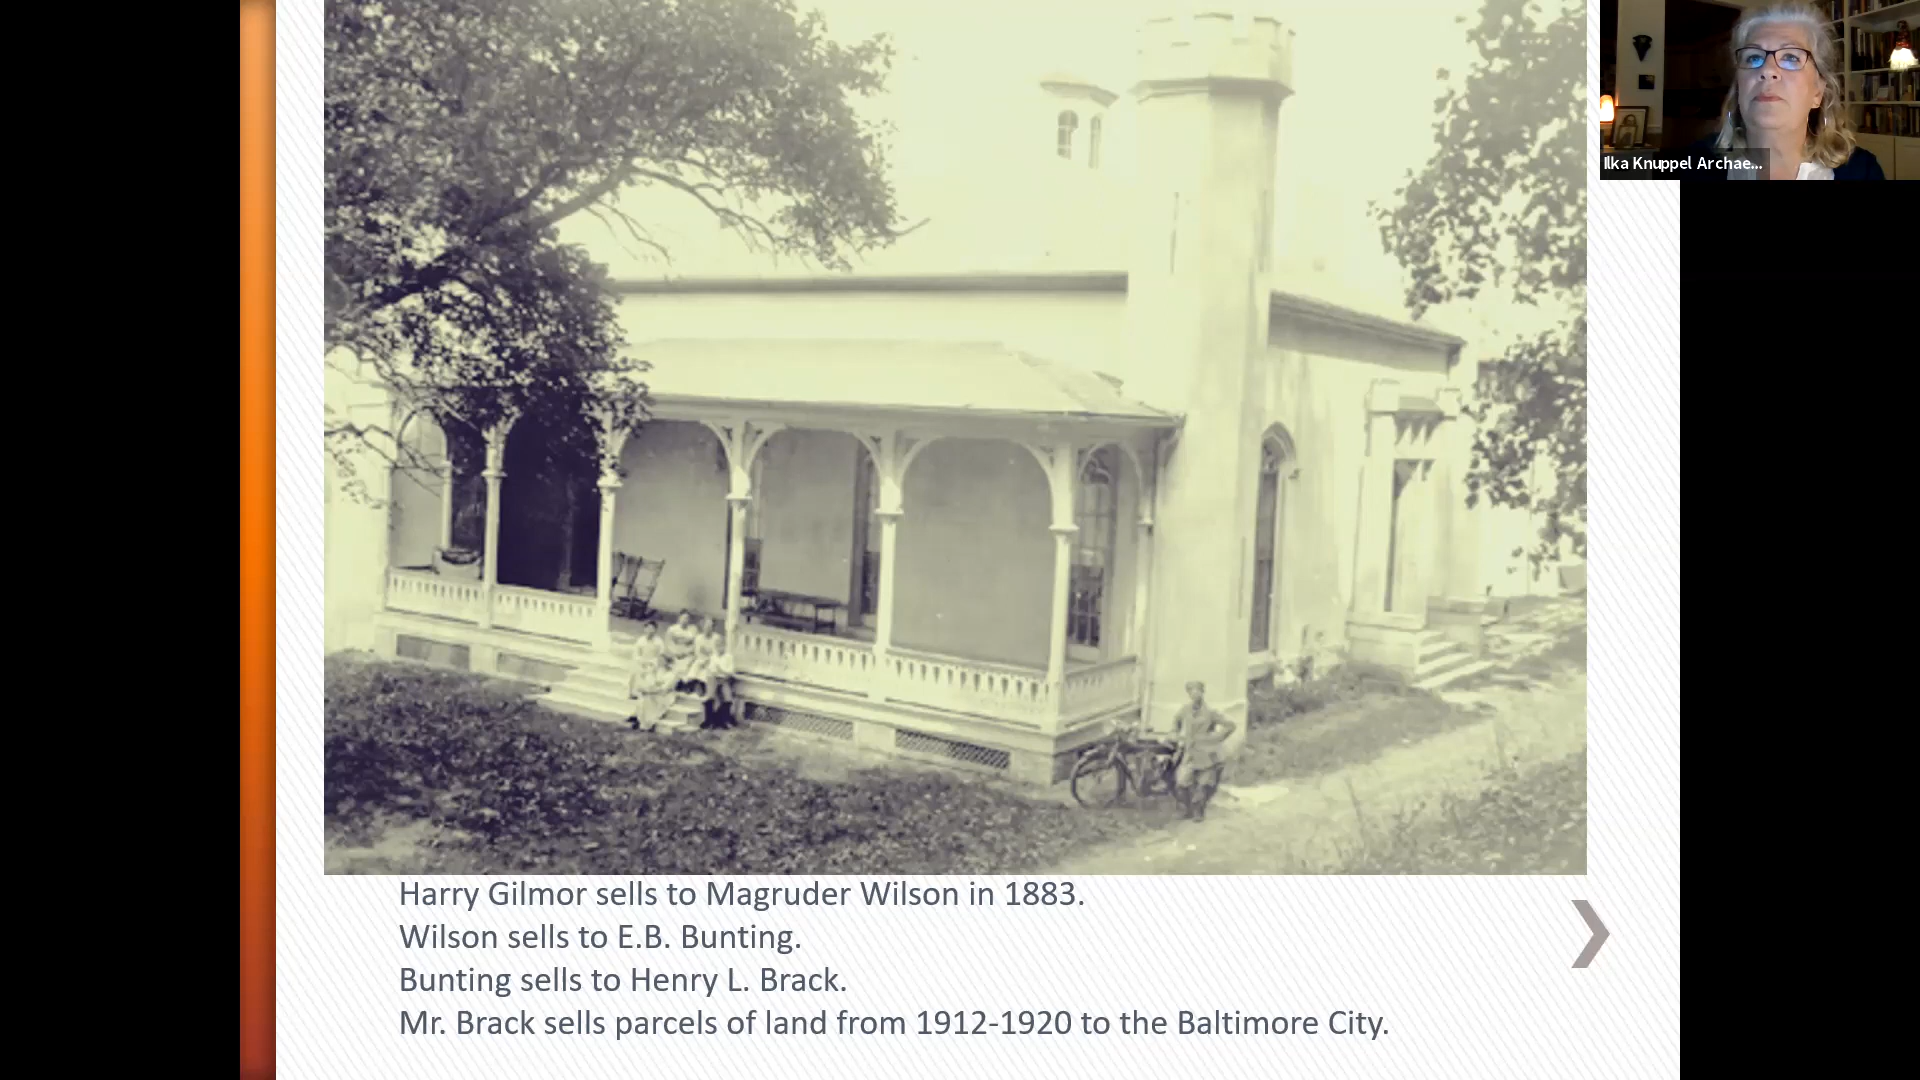 Ilka Knuppel Archae...
Harry Gilmor sells to Magruder Wilson in 1883.
Wilson sells to E.B. Bunting.
Bunting sells to Henry L. Brack.
Mr. Brack sells parcels of land from 1912-1920 to the Baltimore City.